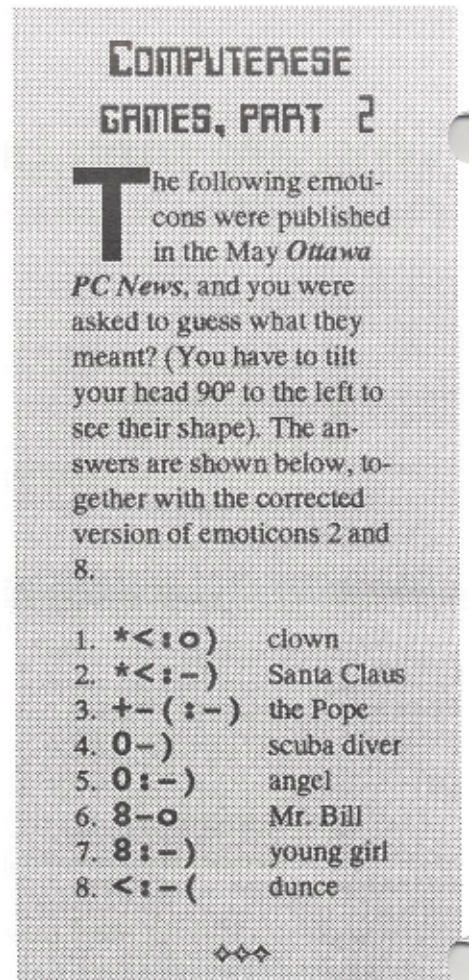 COMPUTERESE
GAMES, PART 2
The following emoti-
cons were published
in the May Ottawa
PC News, and you were
asked to guess what they
meant? (You have to tilt
your head 90º to the left to
see their shape). The an-
swers are shown below, to-
gether with the corrected
version of emoticons 2 and
8.
1. *<:o) clown
2. *<:-) Santa Claus
3. +-(:-) the Pope
4. O-) scuba diver
5. O:-) angel
6. 8-o Mr. Bill
7. 8:-) young girl
8. <:-( dunce